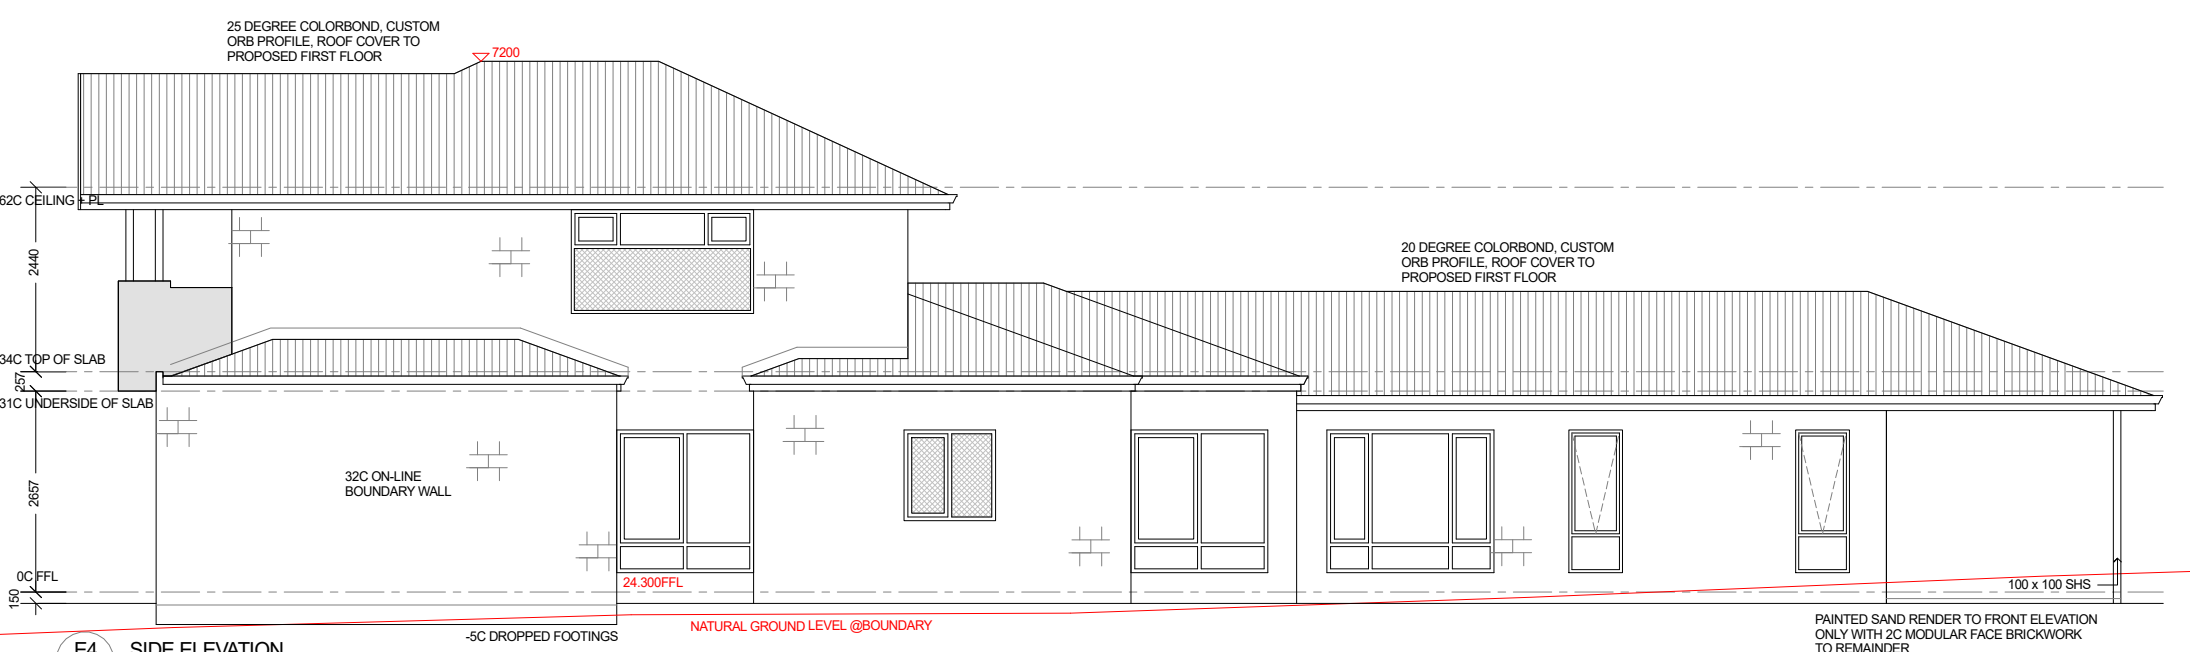 25 DEGREE COLORBOND, CUSTOM
ORB PROFILE, ROOF COVER TO
PROPOSED FIRST FLOOR
7200
62C CEILING + PL
2440
20 DEGREE COLORBOND, CUSTOM
ORB PROFILE, ROOF COVER TO
PROPOSED FIRST FLOOR
34C TOP OF SLAB
257
31C UNDERSIDE OF SLAB
32C ON-LINE
BOUNDARY WALL
2657
0C FFL
24.300FFL
100 x 100 SHS
150
NATURAL GROUND LEVEL @BOUNDARY
-5C DROPPED FOOTINGS
PAINTED SAND RENDER TO FRONT ELEVATION
ONLY WITH 2C MODULAR FACE BRICKWORK
TO REMAINDER
E4
SIDE ELEVATION